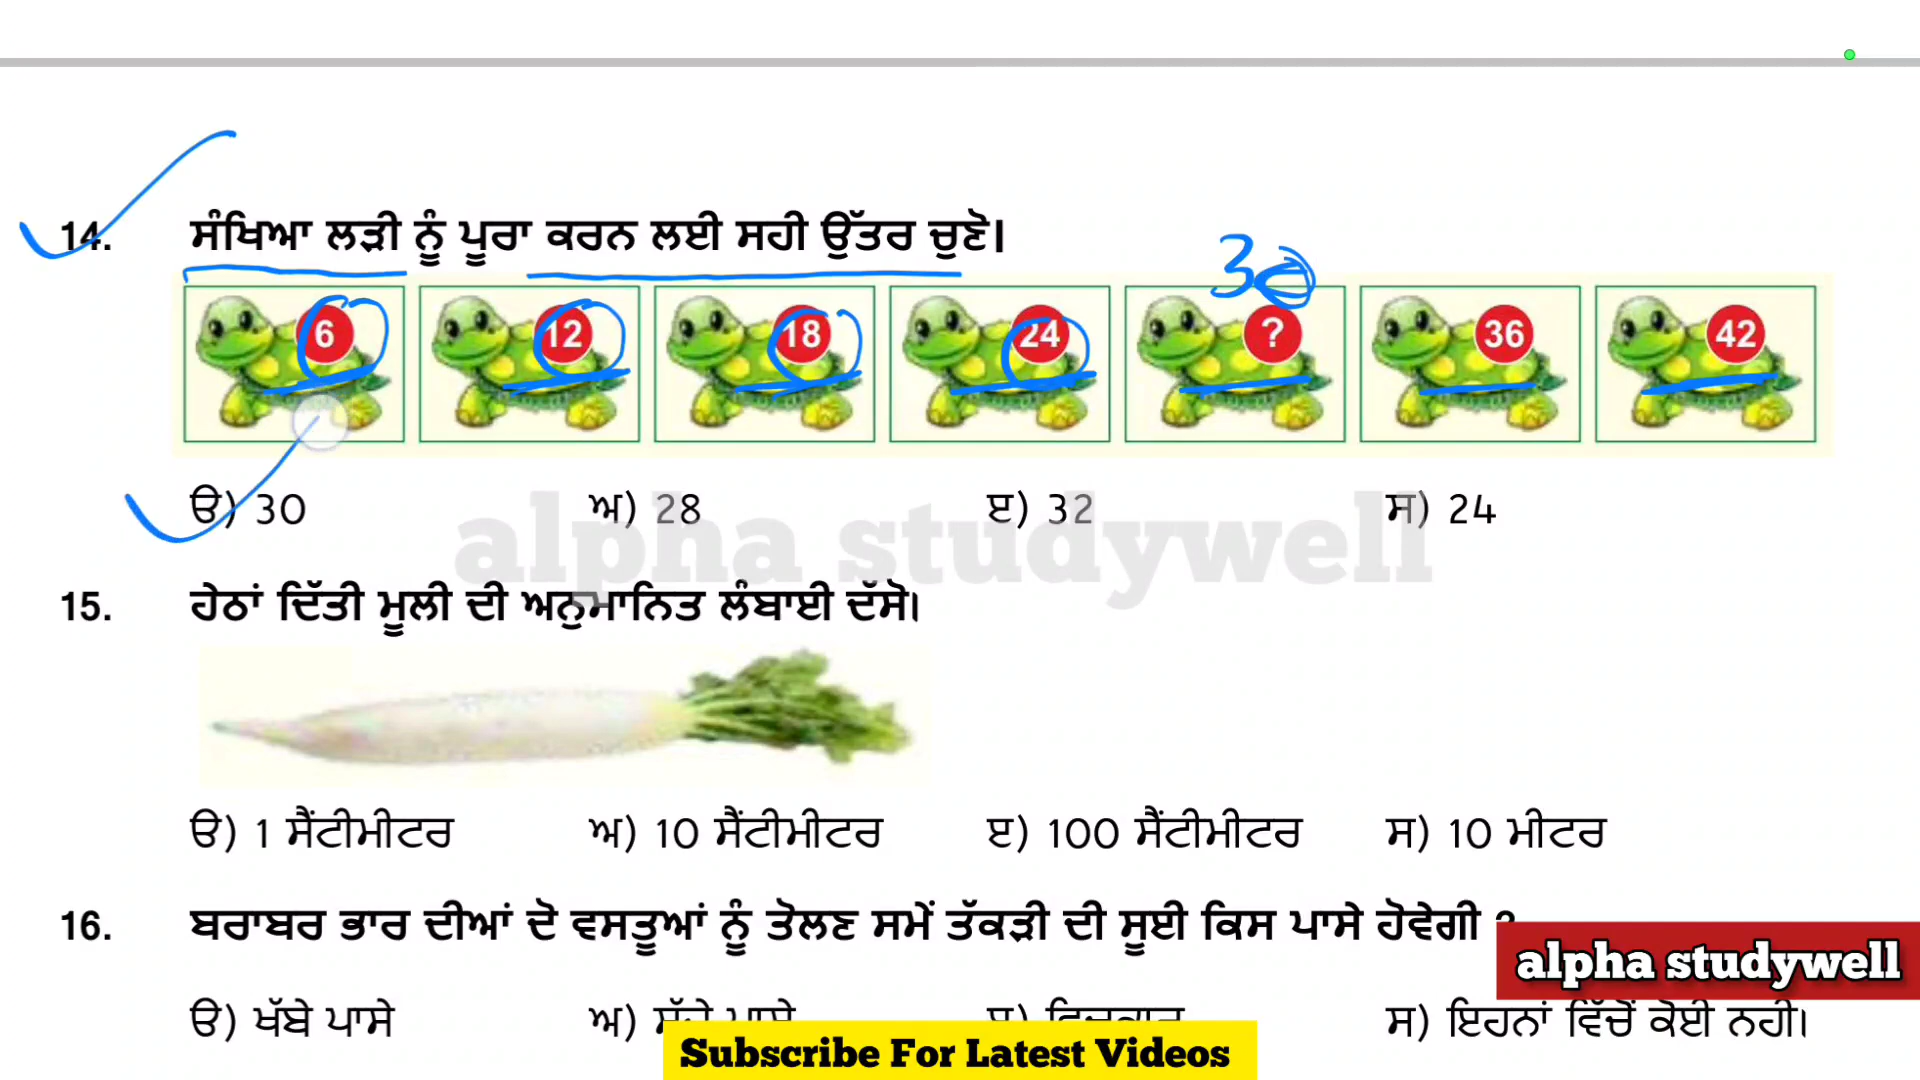 14. ਸੰਖਿਆ ਲੜੀ ਨੂੰ ਪੂਰਾ ਕਰਨ ਲਈ ਸਹੀ ਉੱਤਰ ਚੁਣੋ।
30
6 12 18 24 ? 36 42
ੳ) 30 ਅ) 28 ੲ) 32 ਸ) 24
alpha studywell
15. ਹੇਠਾਂ ਦਿੱਤੀ ਮੂਲੀ ਦੀ ਅਨੁਮਾਨਿਤ ਲੰਬਾਈ ਦੱਸੋ।
ੳ) 1 ਸੈਂਟੀਮੀਟਰ ਅ) 10 ਸੈਂਟੀਮੀਟਰ ੲ) 100 ਸੈਂਟੀਮੀਟਰ ਸ) 10 ਮੀਟਰ
16. ਬਰਾਬਰ ਭਾਰ ਦੀਆਂ ਦੋ ਵਸਤੂਆਂ ਨੂੰ ਤੋਲਣ ਸਮੇਂ ਤੱਕੜੀ ਦੀ ਸੂਈ ਕਿਸ ਪਾਸੇ ਹੋਵੇਗੀ ?
alpha studywell
ੳ) ਖੱਬੇ ਪਾਸੇ ਅ) ਸ) ਇਹਨਾਂ ਵਿੱਚੋਂ ਕੋਈ ਨਹੀ।
Subscribe For Latest Videos